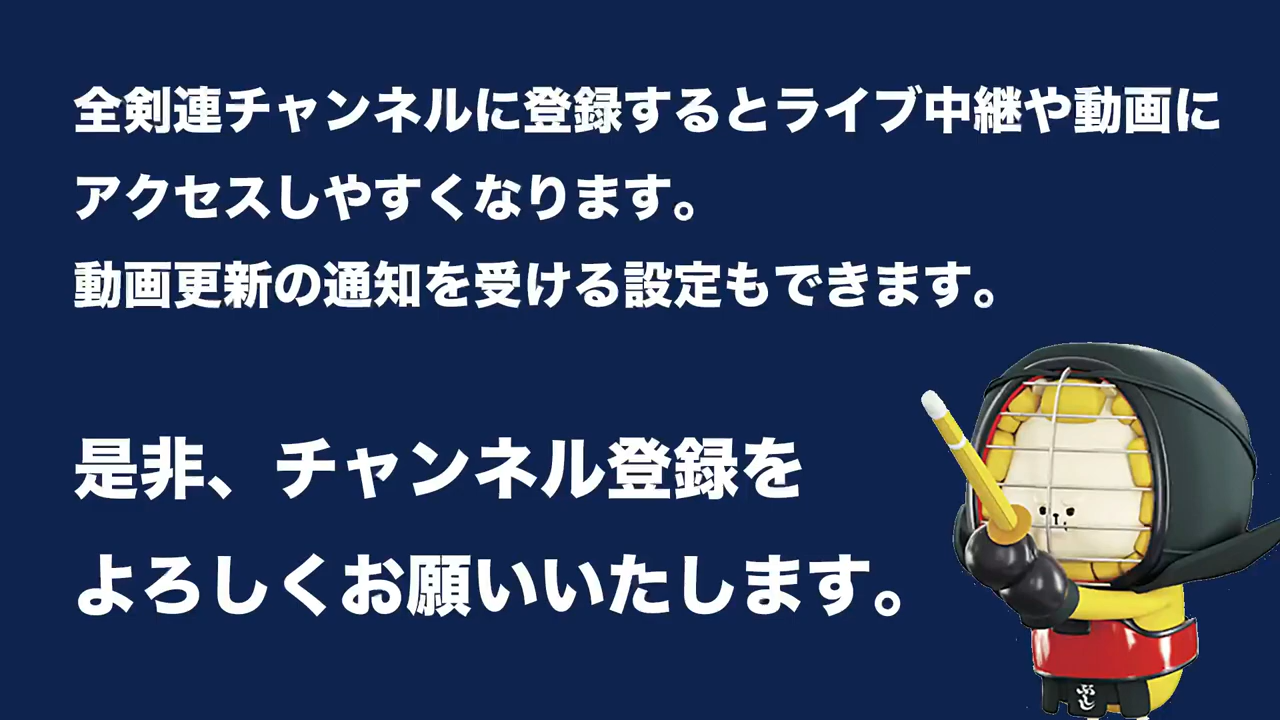 全剣連チャンネルに登録するとライブ中継や動画に
アクセスしやすくなります。
動画更新の通知を受ける設定もできます。
是非、チャンネル登録を
よろしくお願いいたします。
ぶし